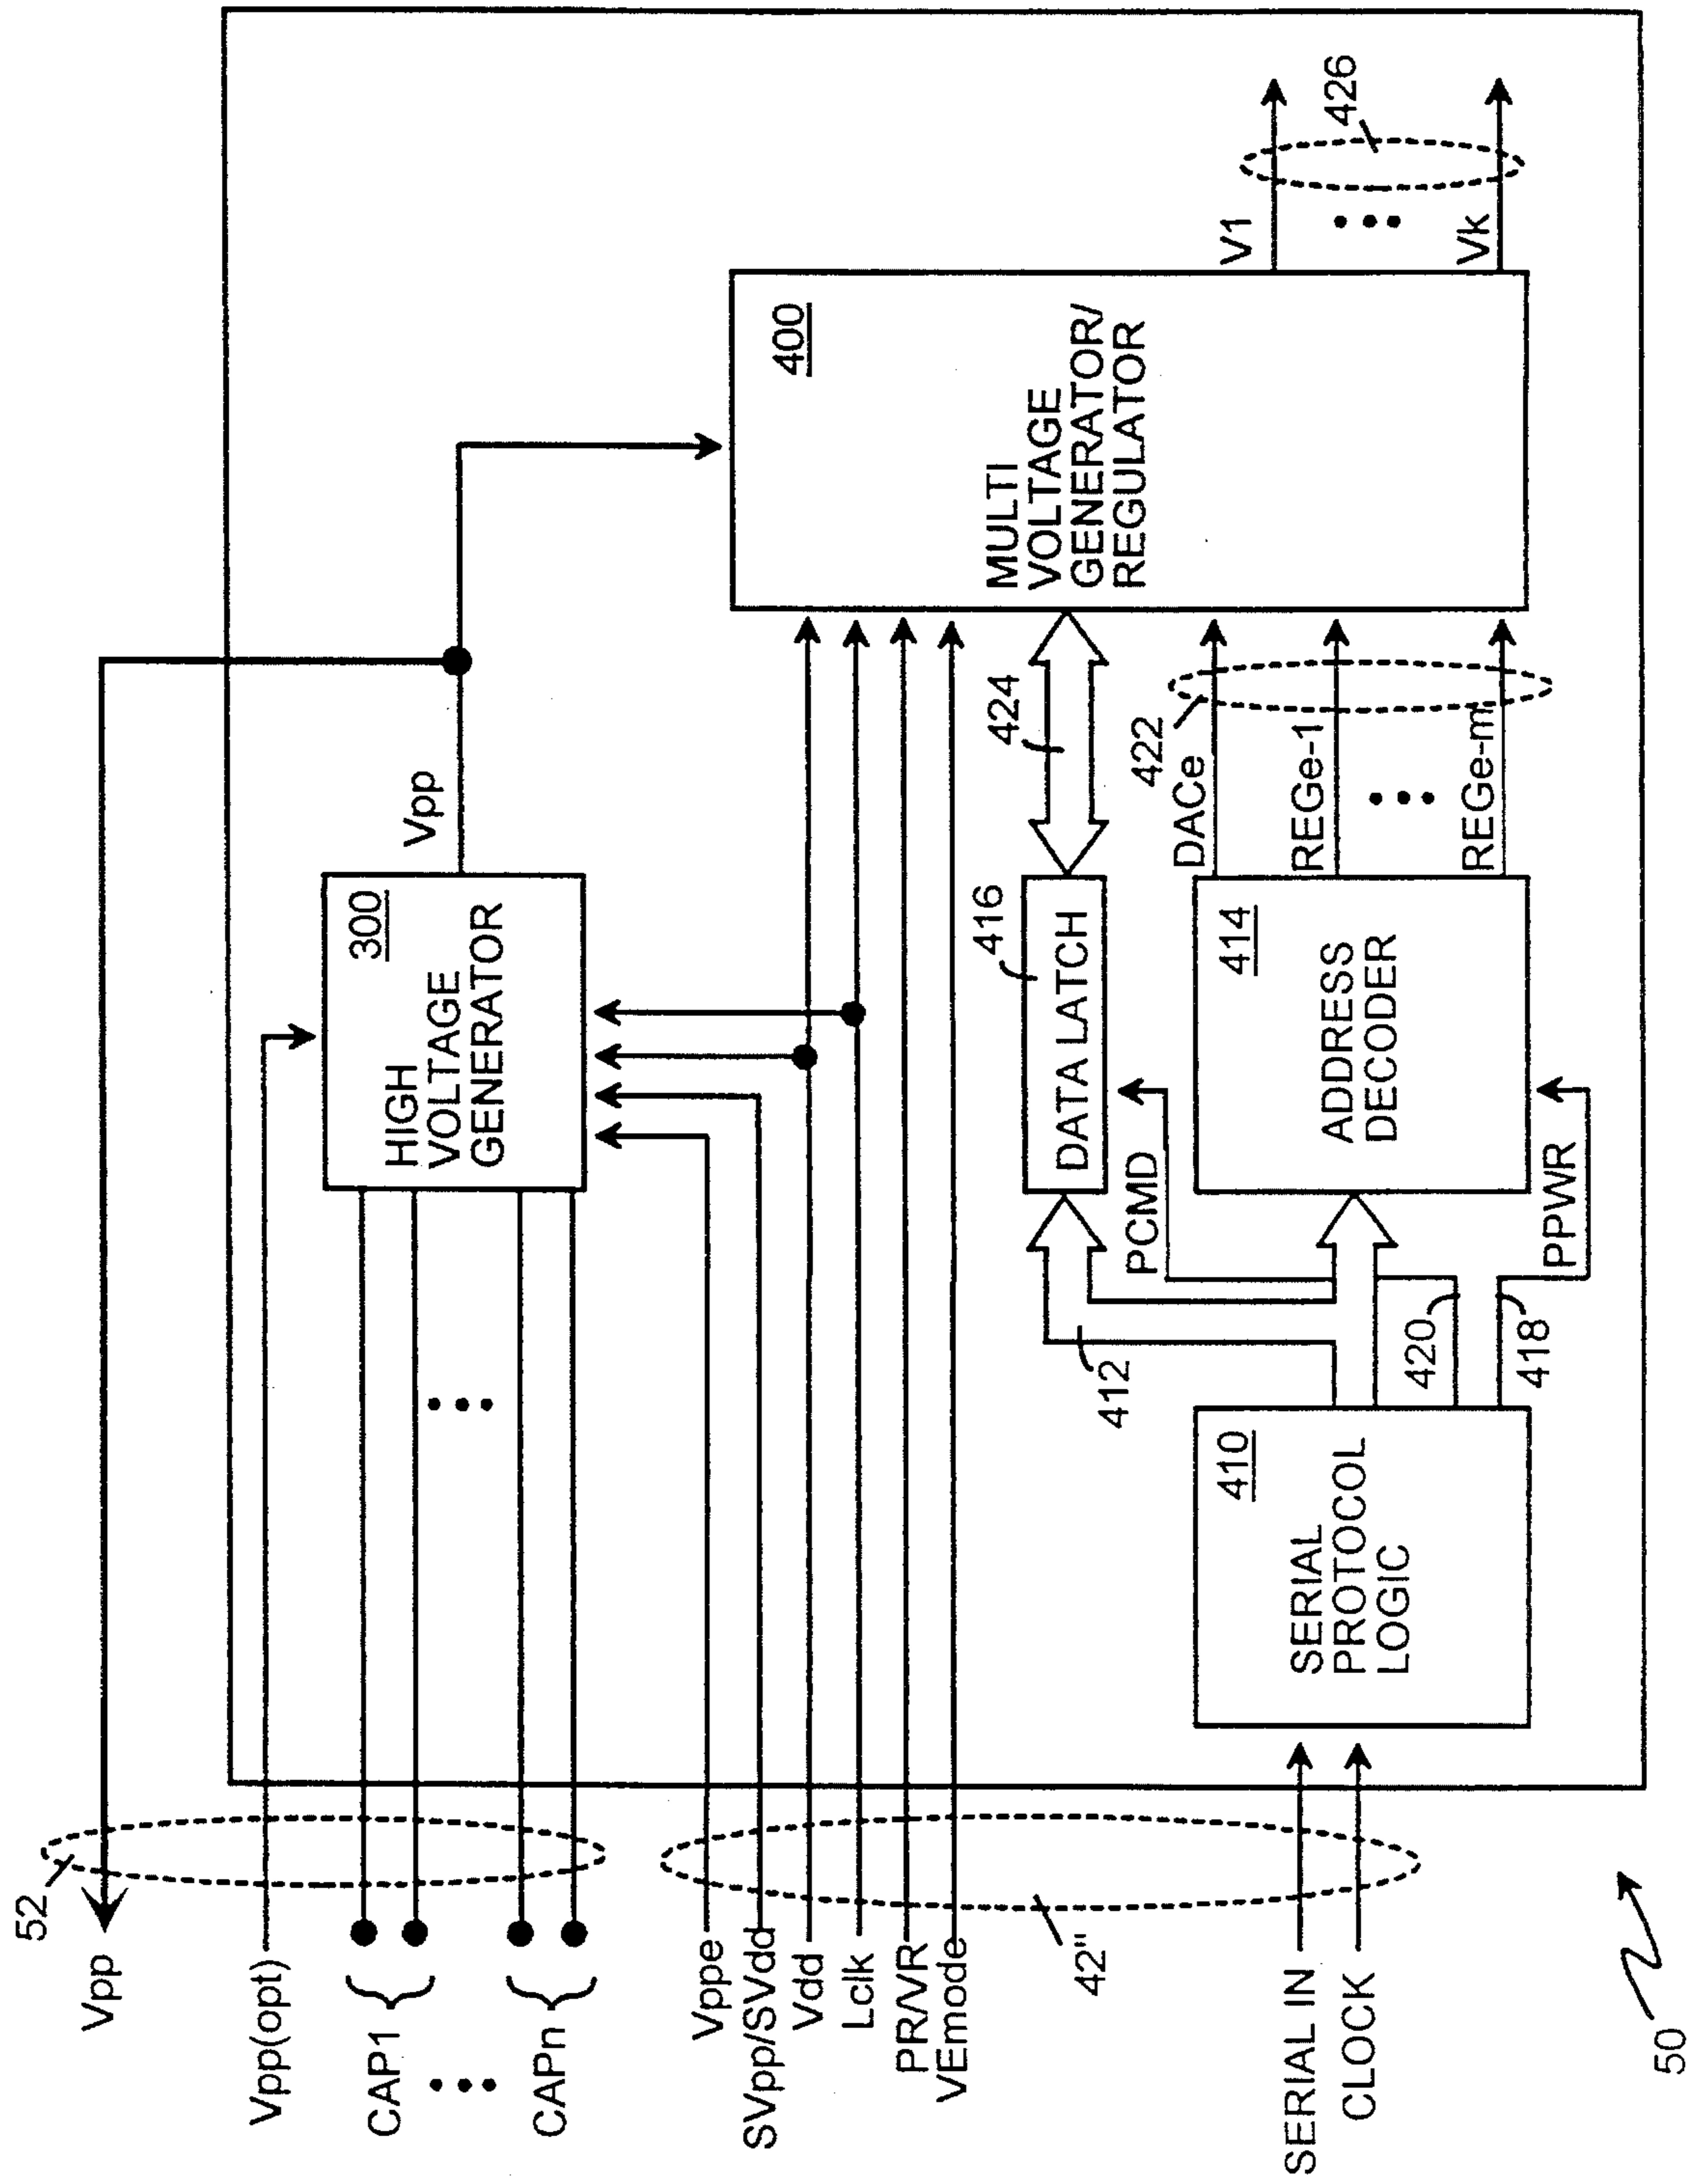 52
Vpp
Vpp(opt)
CAP1
•••
CAPn
Vppe
SVpp/SVdd
Vdd
Lclk
PR/VR
VEmode
42"
SERIAL IN
CLOCK
50
300
HIGH
VOLTAGE
GENERATOR
•••
Vpp
400
MULTI
VOLTAGE
GENERATOR/
REGULATOR
V1
•••
Vk
426
424
416
DATA LATCH
422
DACe
REGe-1
•••
REGe-m
414
ADDRESS
DECODER
PCMD
PPWR
412
420
418
410
SERIAL
PROTOCOL
LOGIC